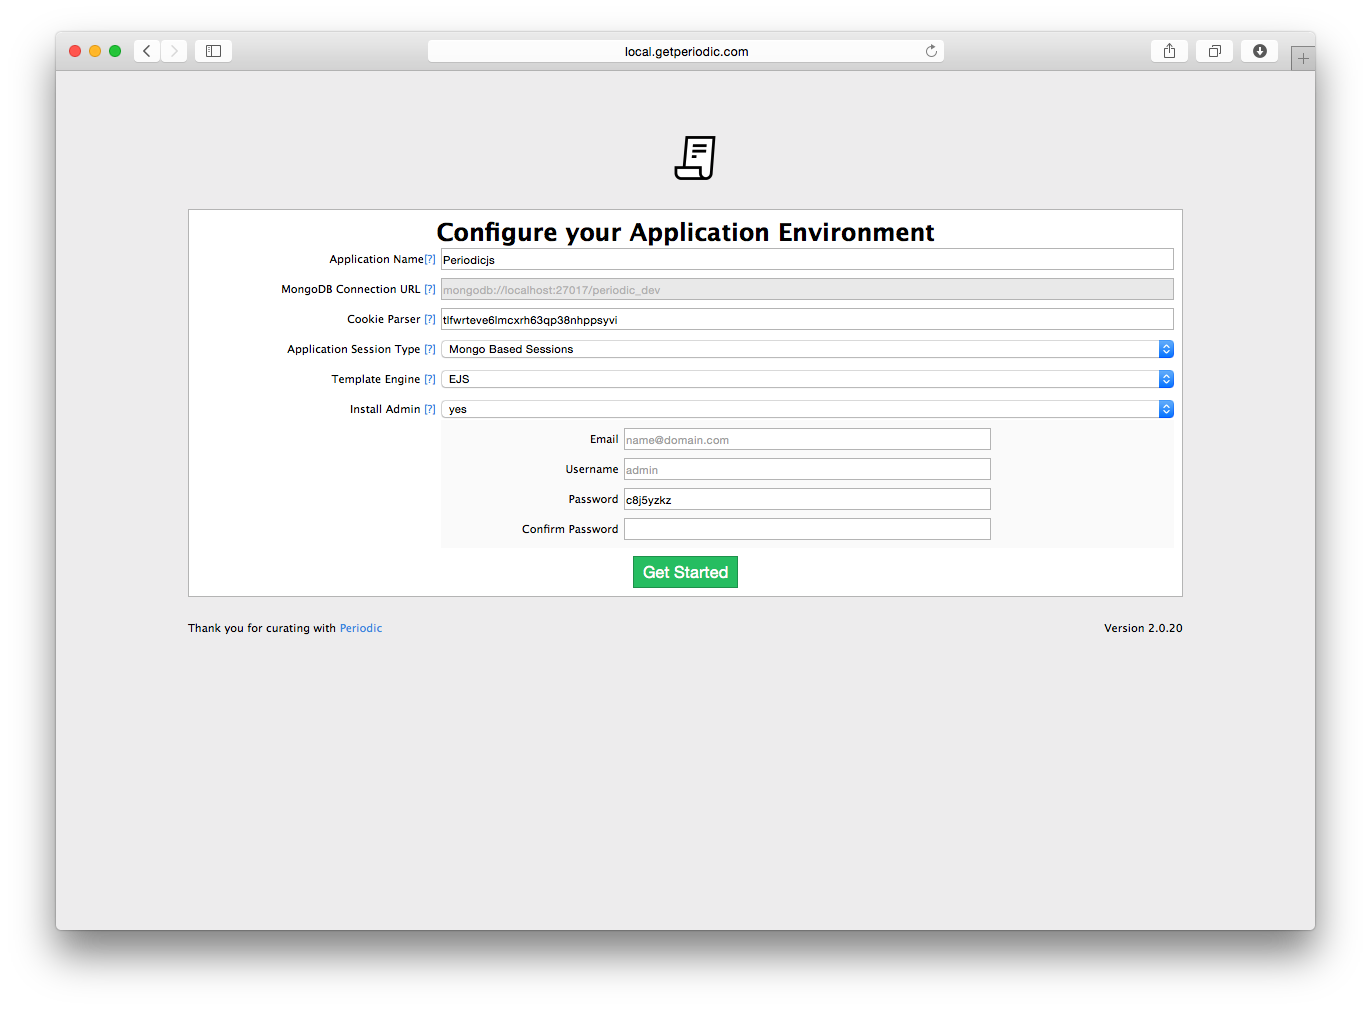 local.getperiodic.com
Configure your Application Environment
Application Name[?] Periodicjs
MongoDB Connection URL [?] mongodb://localhost:27017/periodic_dev
Cookie Parser [?] tlfwrteve6lmcxrh63qp38nhppsyvi
Application Session Type [?] Mongo Based Sessions
Template Engine [?] EJS
Install Admin [?] yes
Email name@domain.com
Username admin
Password c8j5yzkz
Confirm Password
Get Started
Thank you for curating with Periodic Version 2.0.20